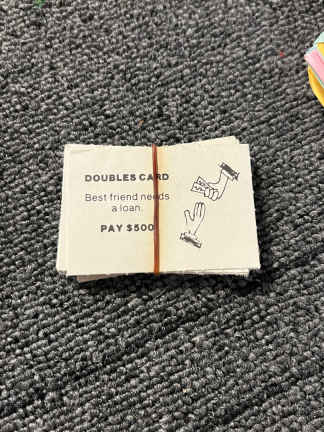 DOUBLES CARD
Best friend needs
a loan.
PAY $500